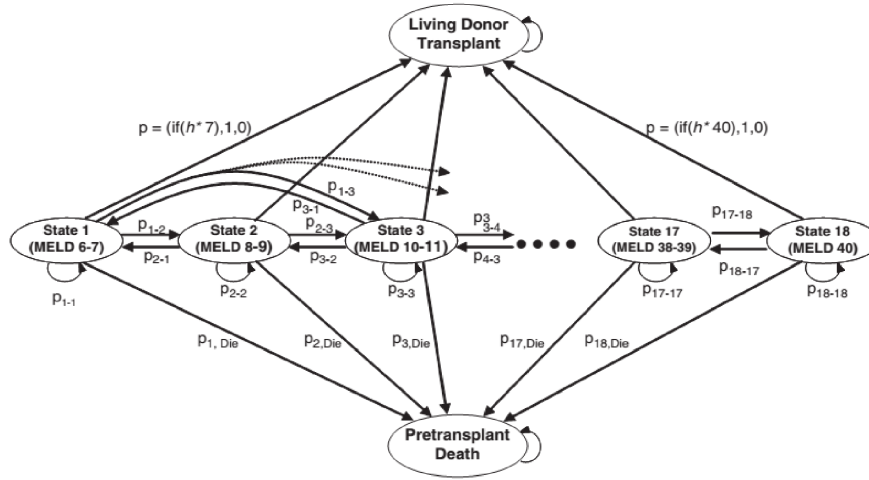 Living Donor
Transplant
p = (if(h* 7),1,0)
p = (if(h* 40),1,0)
p1-3
p3-1
State 1
(MELD 6-7)
p1-2
p2-1
State 2
(MELD 8-9)
p2-3
p3-2
State 3
(MELD 10-11)
p3
3-4
p4-3
State 17
(MELD 38-39)
p17-18
p18-17
State 18
(MELD 40)
p1-1
p2-2
p3-3
p17-17
p18-18
p1, Die
p2,Die
p3,Die
p17,Die
p18,Die
Pretransplant
Death